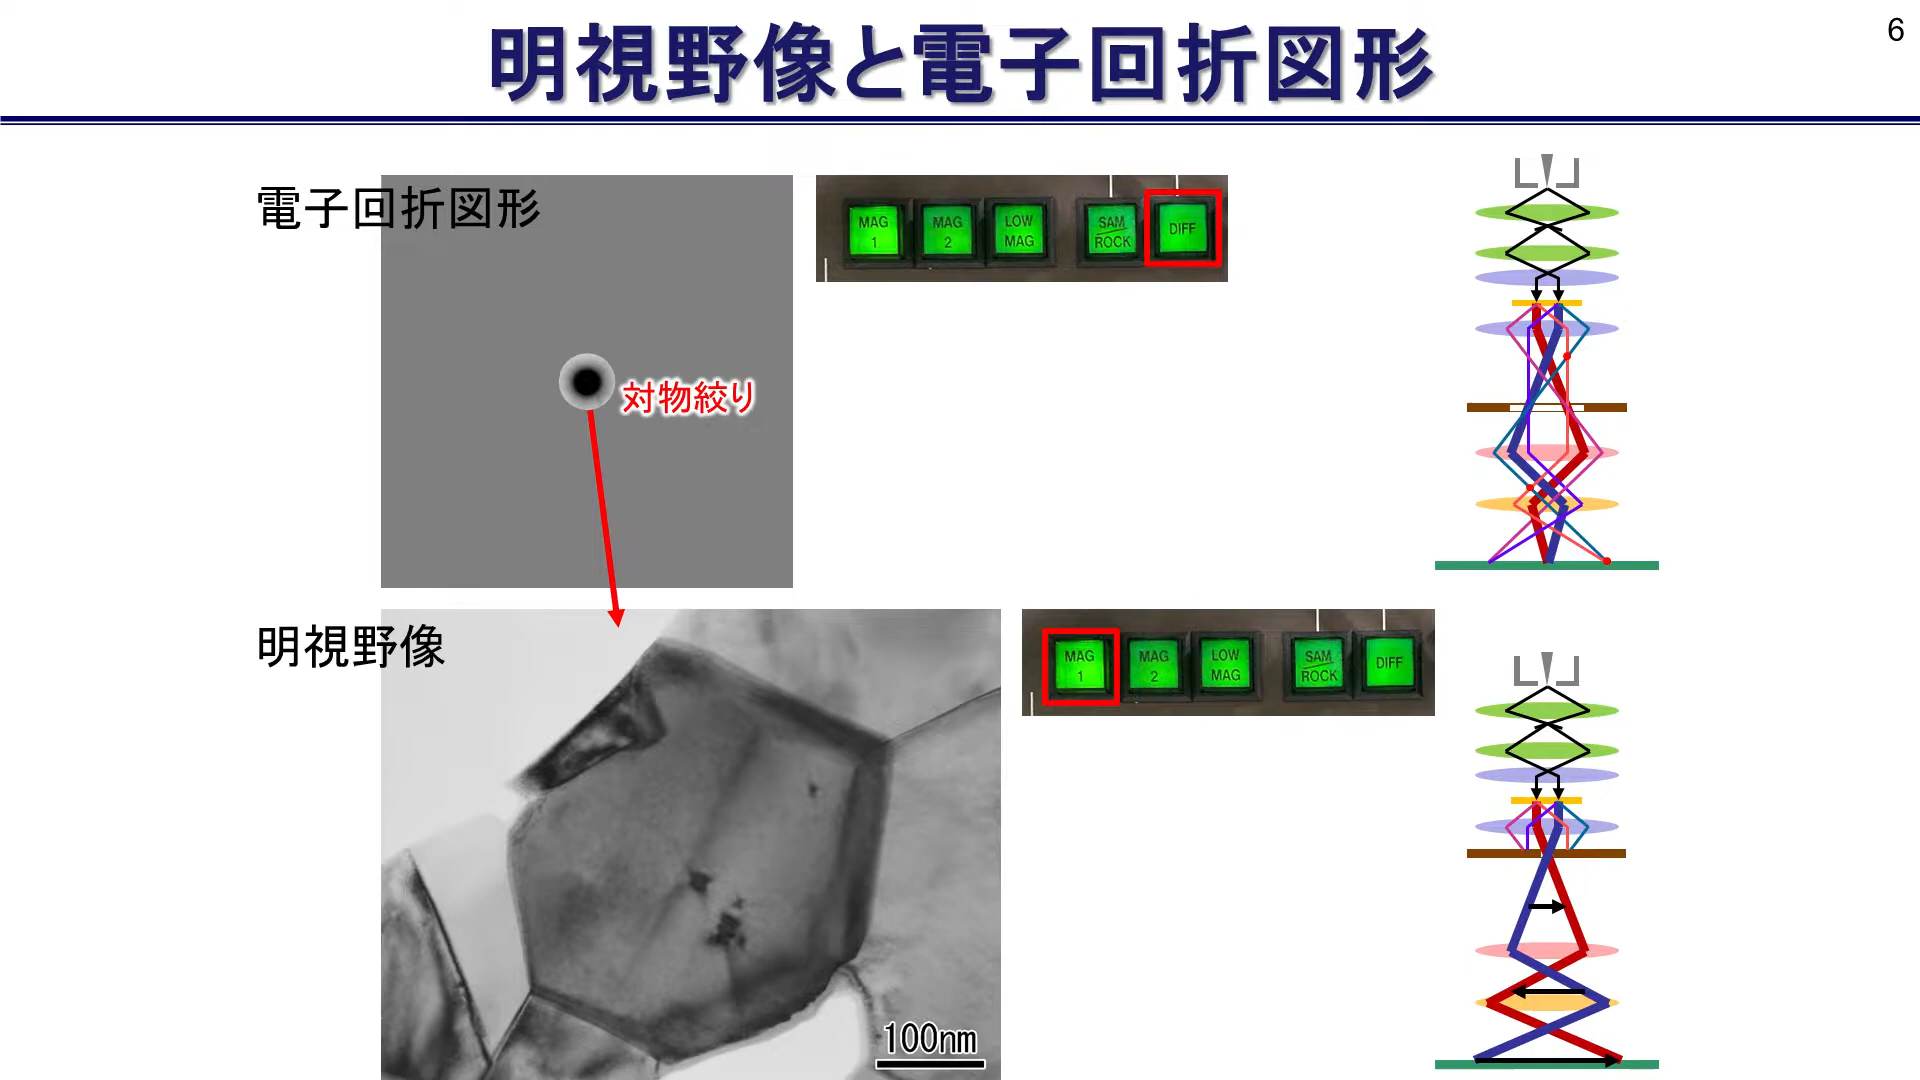 明視野像と電子回折図形
6
電子回折図形
対物絞り
MAG 1
MAG 2
LOW MAG
SAM ROCK
DIFF
明視野像
MAG 1
MAG 2
LOW MAG
SAM ROCK
DIFF
100nm